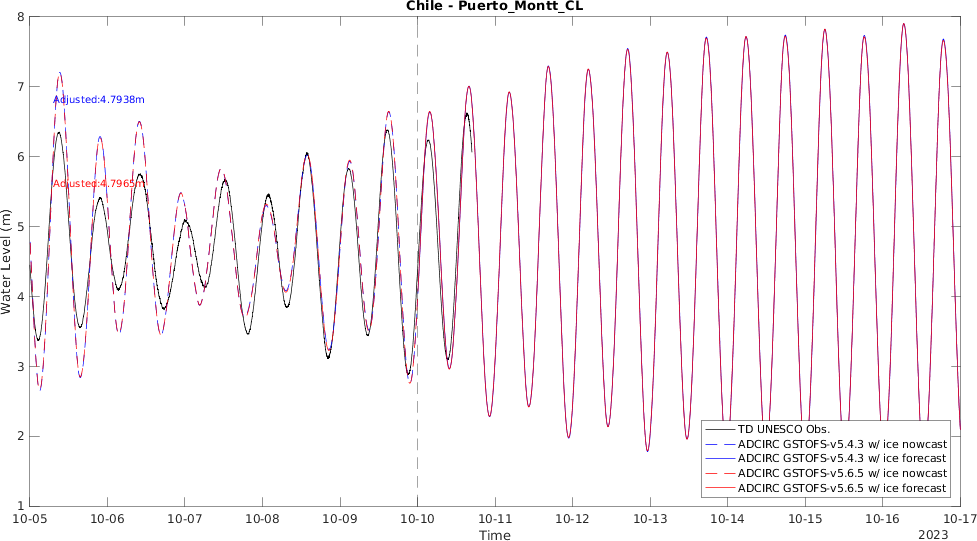 Chile - Puerto_Montt_CL
Water Level (m)
8
7
6
5
4
3
2
1
Adjusted:4.7938m
Adjusted:4.7965m
TD UNESCO Obs.
ADCIRC GSTOFS-v5.4.3 w/ ice nowcast
ADCIRC GSTOFS-v5.4.3 w/ ice forecast
ADCIRC GSTOFS-v5.6.5 w/ ice nowcast
ADCIRC GSTOFS-v5.6.5 w/ ice forecast
10-05 10-06 10-07 10-08 10-09 10-10 10-11 10-12 10-13 10-14 10-15 10-16 10-17
Time
2023